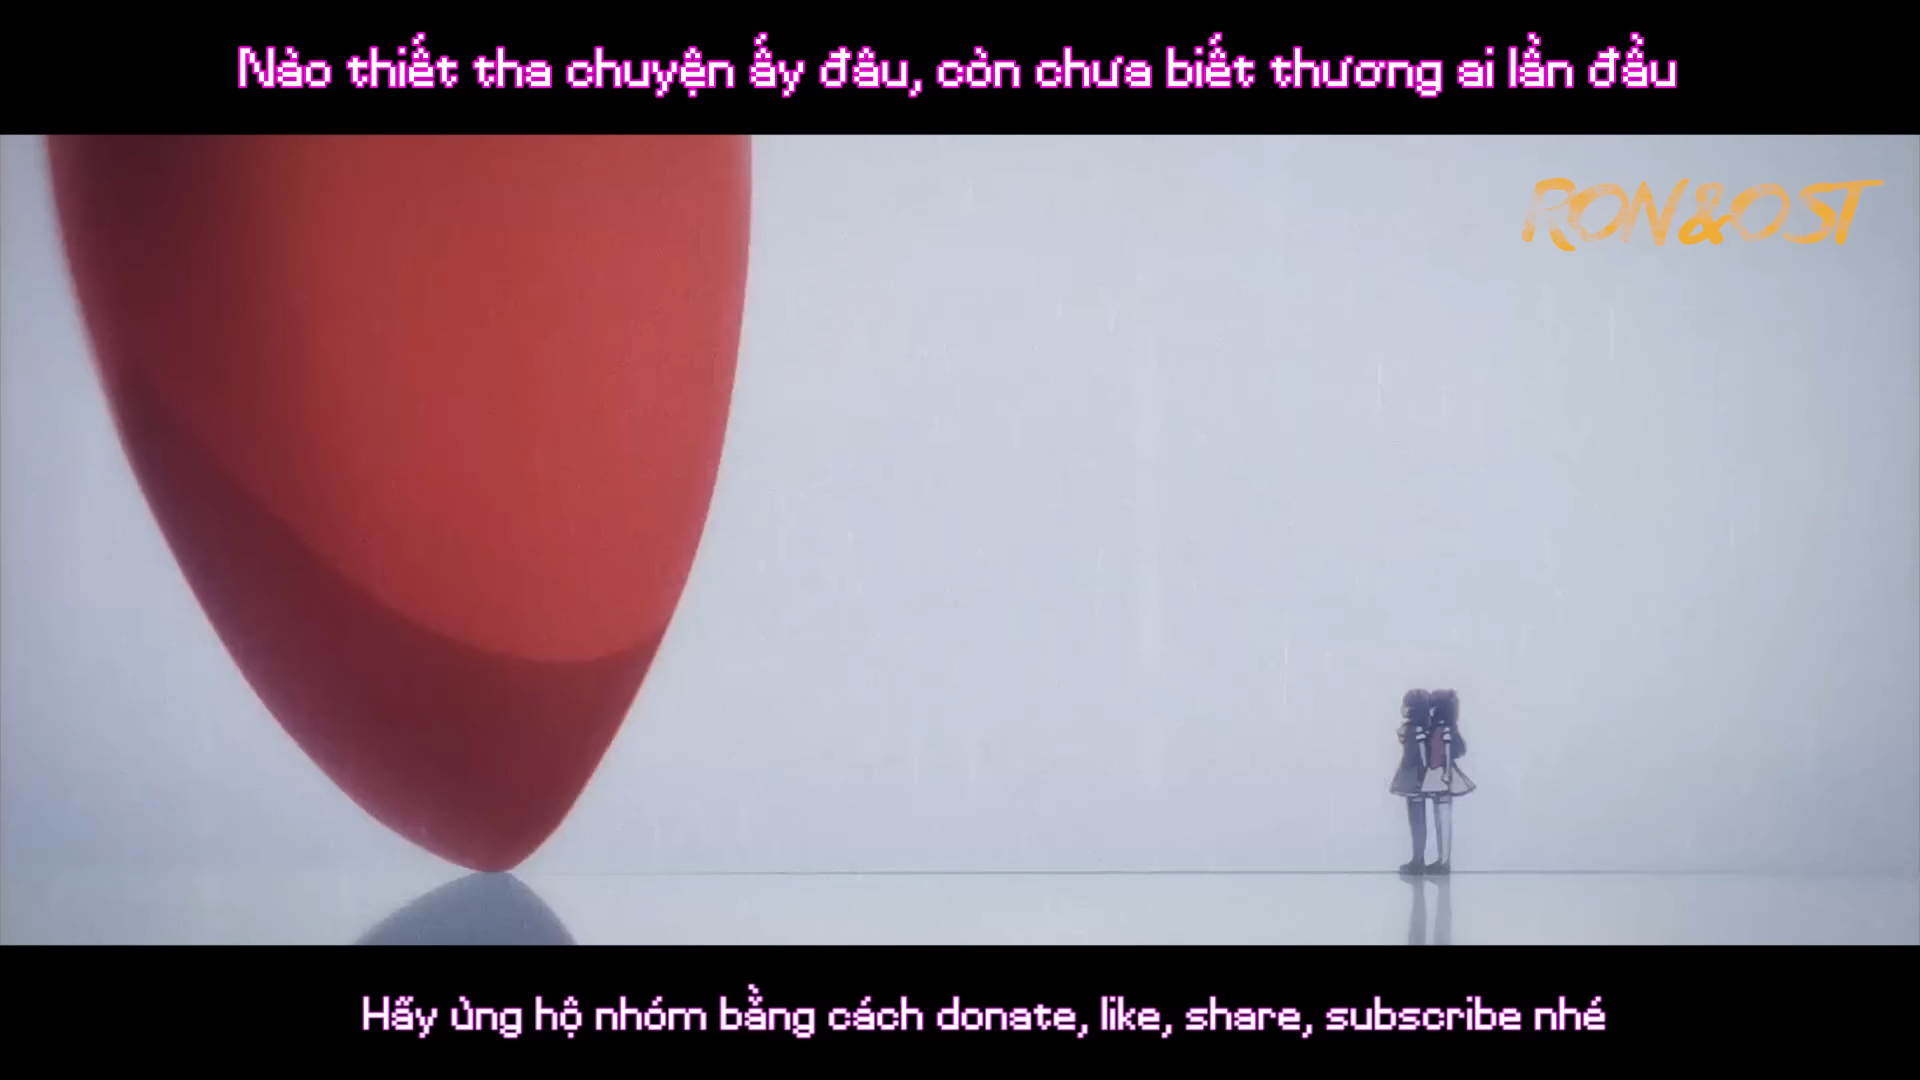 Nào thiết tha chuyện ấy đâu, còn chưa biết thương ai lần đầu
RON&OST
Hãy ủng hộ nhóm bằng cách donate, like, share, subscribe nhé